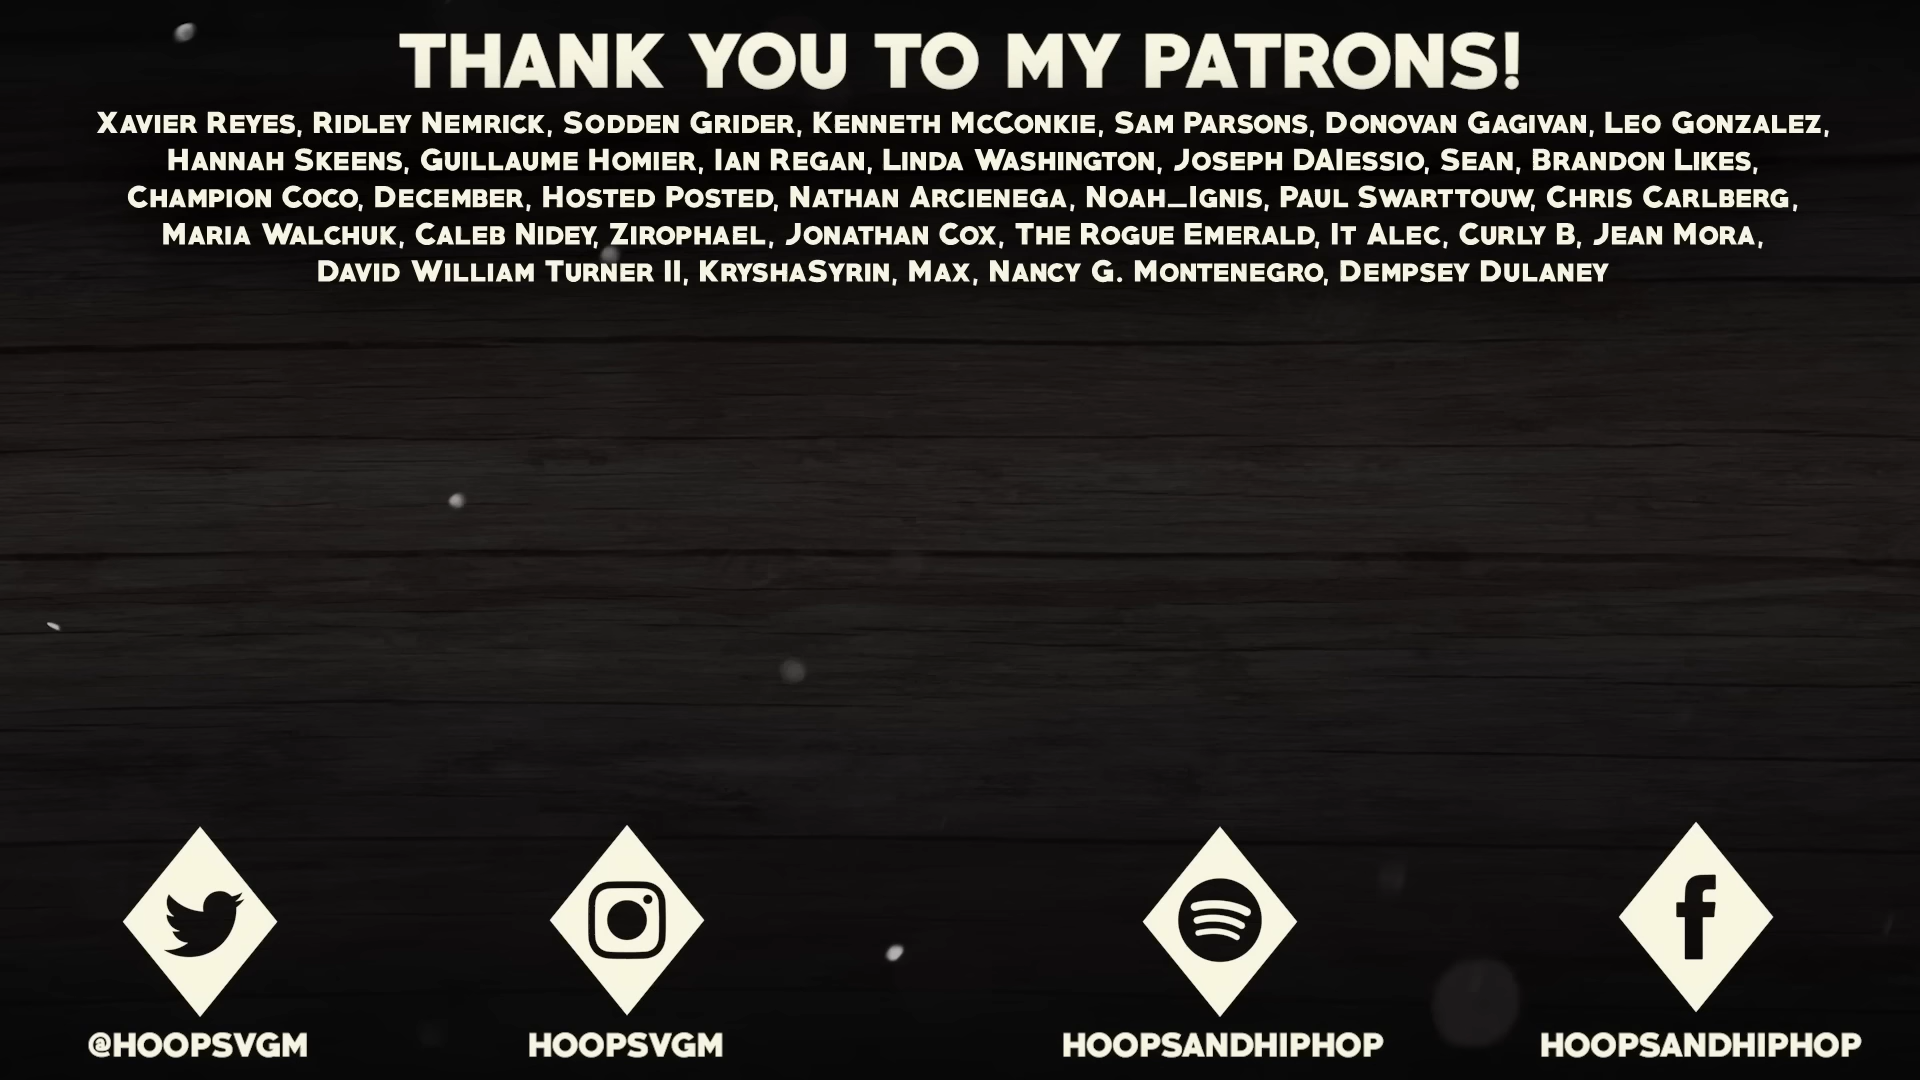 THANK YOU TO MY PATRONS!
Xavier Reyes, Ridley Nemrick, Sodden Grider, Kenneth McConkie, Sam Parsons, Donovan Gagivan, Leo Gonzalez,
Hannah Skeens, Guillaume Homier, Ian Regan, Linda Washington, Joseph DAlessio, Sean, Brandon Likes,
Champion Coco, December, Hosted Posted, Nathan Arcienega, Noah_Ignis, Paul Swarttouw, Chris Carlberg,
Maria Walchuk, Caleb Nidey, Zirophael, Jonathan Cox, The Rogue Emerald, It Alec, Curly B, Jean Mora,
David William Turner II, KryshaSyrin, Max, Nancy G. Montenegro, Dempsey Dulaney
@HOOPSVGM
HOOPSVGM
HOOPSANDHIPHOP
HOOPSANDHIPHOP